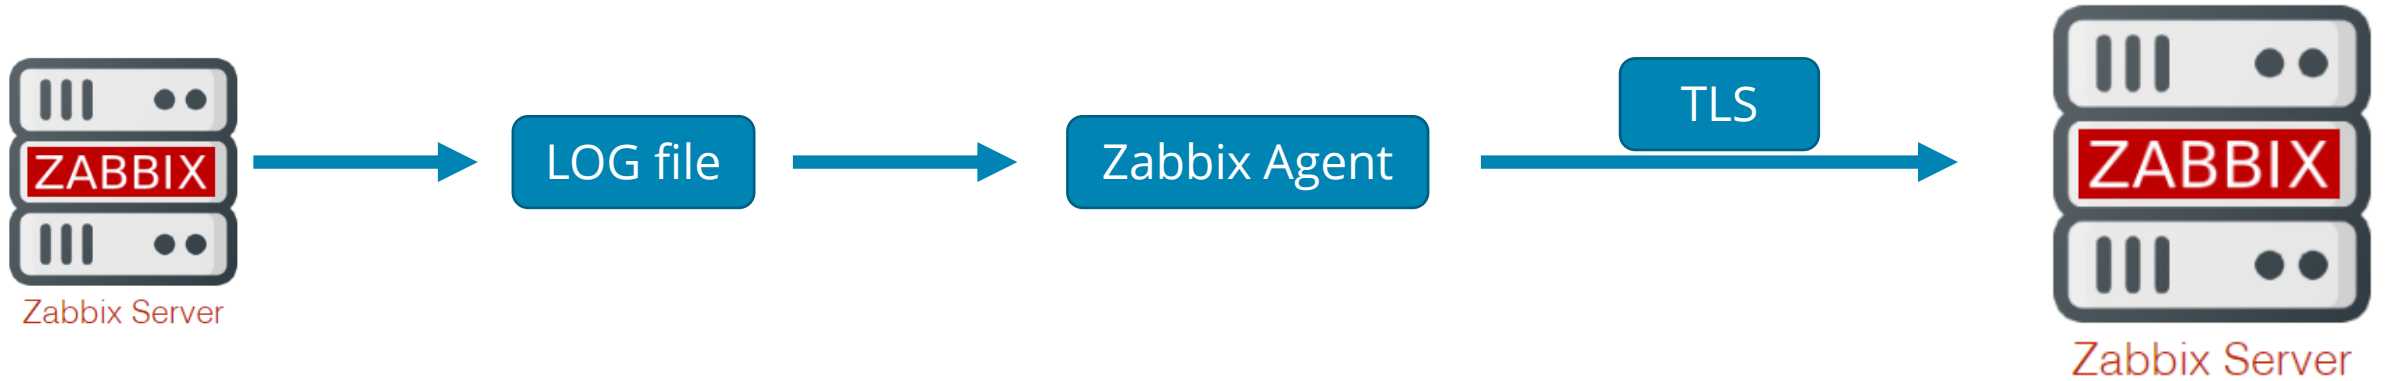 ZABBIX
Zabbix Server
LOG file
Zabbix Agent
TLS
ZABBIX
Zabbix Server